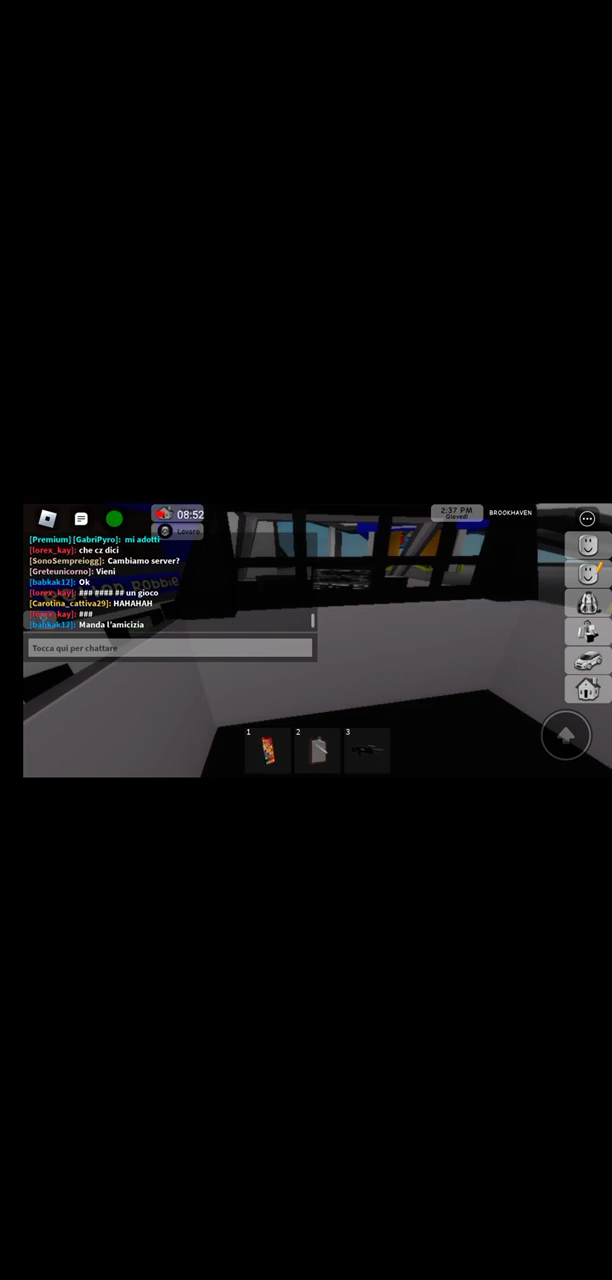 08:52
Lavoro
2:37 PM
Giovedì
BROOKHAVEN
[Premium] [GabriPyro]: mi adotti
[lorex_kay]: che cz dici
[SonoSempreiogg]: Cambiamo server?
[Greteunicorno]: Vieni
[babkak12]: Ok
[lorex_kay]: ### #### ## un gioco
[Carotina_cattiva29]: HAHAHAH
[lorex_kay]: ###
[babkak12]: Manda l'amicizia
Tocca qui per chattare
1
2
3